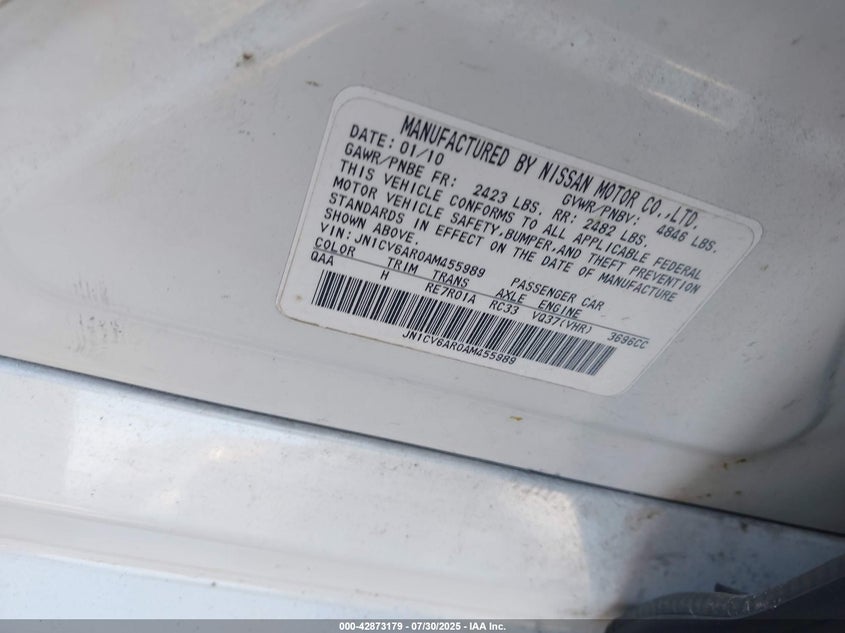 MANUFACTURED BY NISSAN MOTOR CO.,LTD.
DATE: 01/10 GVWR/PNBV: 4846 LBS.
GAWR/PNBE FR: 2423 LBS. RR: 2482 LBS.
THIS VEHICLE CONFORMS TO ALL APPLICABLE FEDERAL
MOTOR VEHICLE SAFETY,BUMPER,AND THEFT PREVENTION
STANDARDS IN EFFECT ON THE DATE OF MANUFACTURE
SHOWN ABOVE.
VIN: JN1CV6AR0AM455989 PASSENGER CAR
COLOR TRIM TRANS AXLE ENGINE
QAA H RE7R01A RC33 VQ37(VHR) 3696CC
JN1CV6AR0AM455989
000-42873179 - 07/30/2025 - IAA Inc.